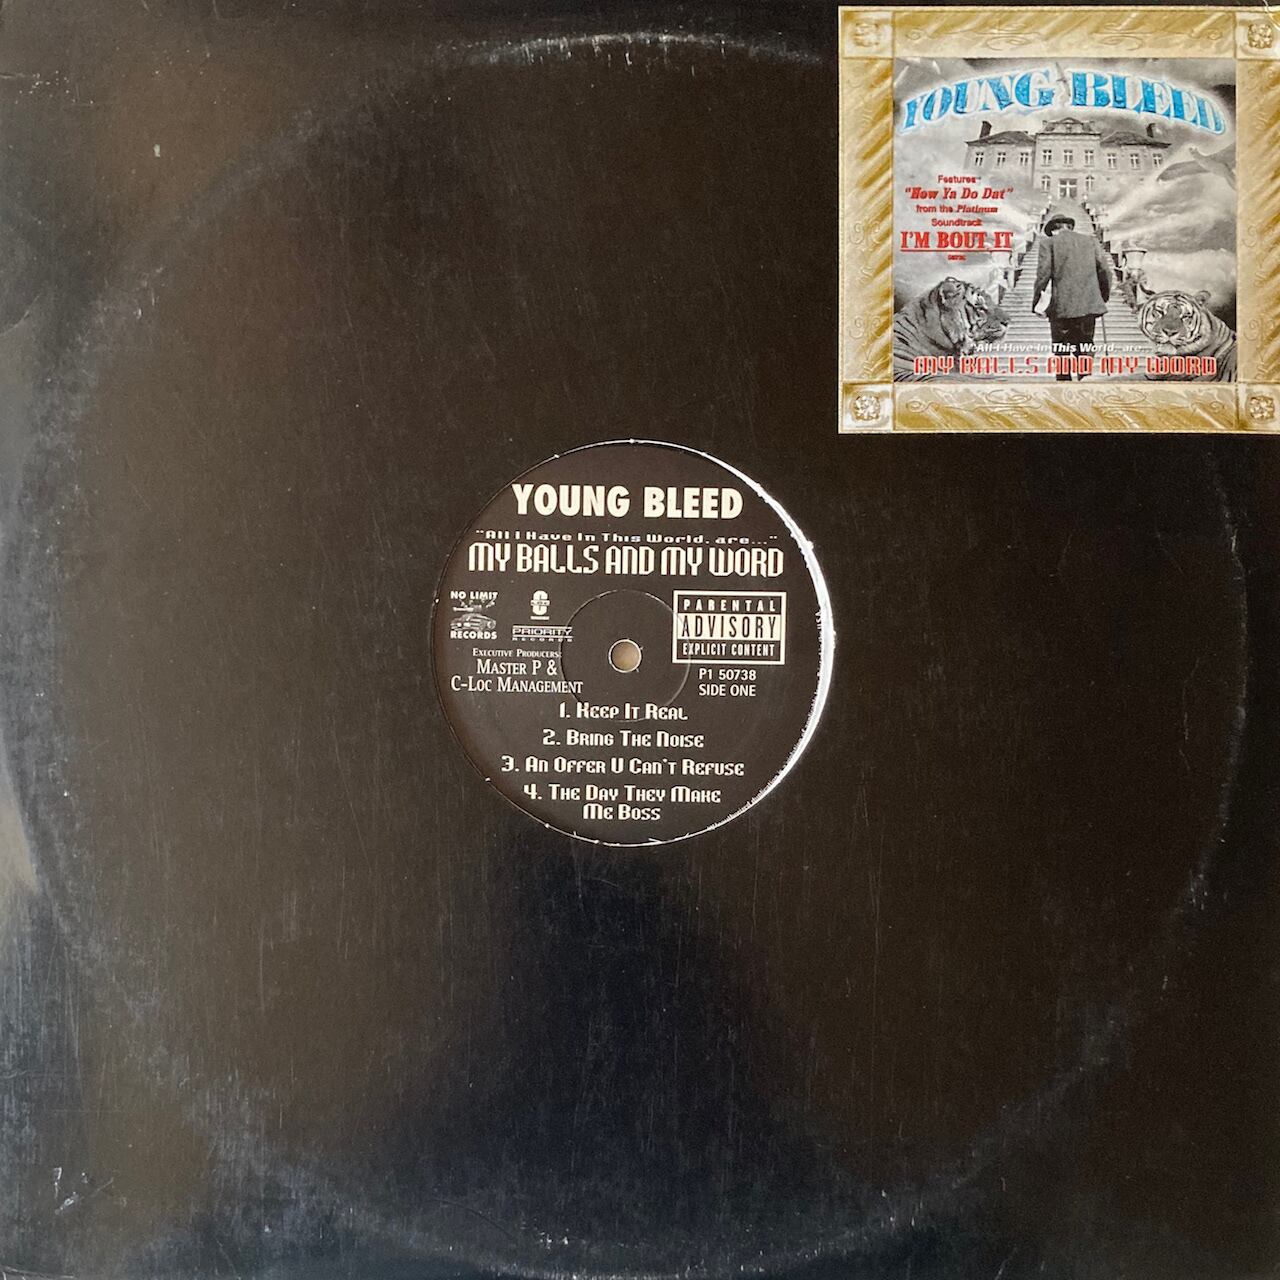 YOUNG BLEED
Features
"How Ya Do Dat"
from the Platinum
Soundtrack
I'M BOUT IT
"All I Have In This World, are...
MY BALLS AND MY WORD
YOUNG BLEED
"All I Have In This World, are..."
MY BALLS AND MY WORD
NO LIMIT
RECORDS
PRIORITY
RECORDS
EXECUTIVE PRODUCERS:
MASTER P &
C-LOC MANAGEMENT
PARENTAL
ADVISORY
EXPLICIT CONTENT
P1 50738
SIDE ONE
1. KEEP IT REAL
2. BRING THE NOISE
3. AN OFFER U CAN'T REFUSE
4. THE DAY THEY MAKE
ME BOSS